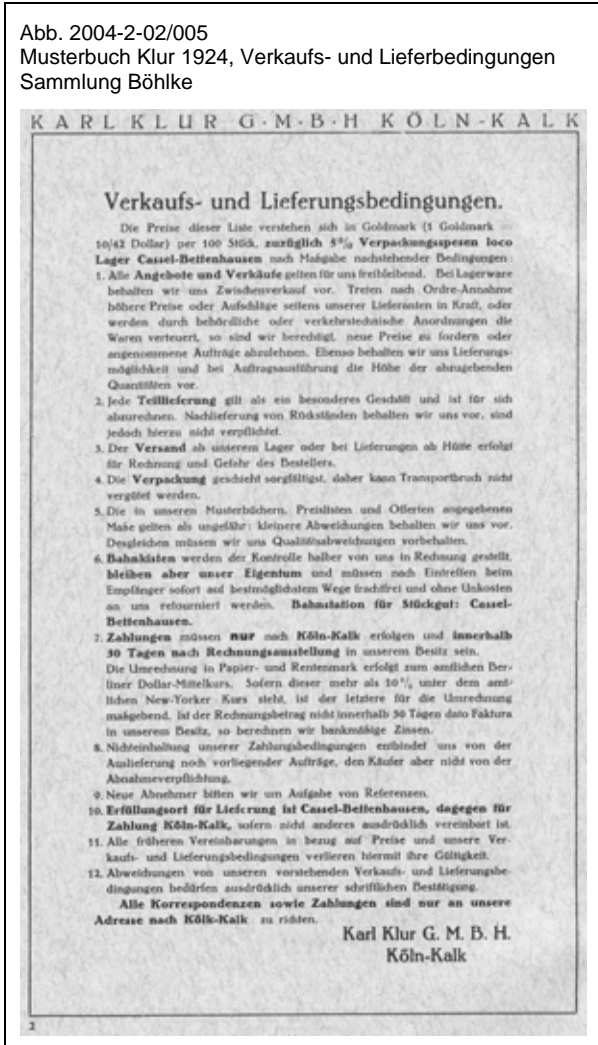 Abb. 2004-2-02/005
Musterbuch Klur 1924, Verkaufs- und Lieferbedingungen
Sammlung Böhlke
KARL KLUR G·M·B·H KÖLN-KALK
Verkaufs- und Lieferungsbedingungen.
Die Preise dieser Liste verstehen sich in Goldmark (1 Goldmark =
10/42 Dollar) per 100 Stück, zuzüglich 5% Verpackungsspesen loco
Lager Cassel-Bettenhausen nach Maßgabe nachstehender Bedingungen:
1. Alle Angebote und Verkäufe gelten für uns freibleibend. Bei Lagerware
behalten wir uns Zwischenverkauf vor. Treten nach Ordre-Annahme
höhere Preise oder Aufschläge seitens unserer Lieferanten in Kraft, oder
werden durch behördliche oder verkehrstechnische Anordnungen die
Waren verteuert, so sind wir berechtigt, neue Preise zu fordern oder
angenommene Aufträge abzulehnen. Ebenso behalten wir uns Lieferungs-
möglichkeit und bei Auftragsausführung die Höhe der abzugebenden
Quantitäten vor.
2. Jede Teillieferung gilt als ein besonderes Geschäft und ist für sich
abzurechnen. Nachlieferung von Rückständen behalten wir uns vor, sind
jedoch hierzu nicht verpflichtet.
3. Der Versand ab unserem Lager oder bei Lieferungen ab Hütte erfolgt
für Rechnung und Gefahr des Bestellers.
4. Die Verpackung geschieht sorgfältigst, daher kann Transportbruch nicht
vergütet werden.
5. Die in unseren Musterbüchern, Preislisten und Offerten angegebenen
Maße gelten als ungefähr; kleinere Abweichungen behalten wir uns vor.
Desgleichen müssen wir uns Qualitätsabweichungen vorbehalten.
6. Bahnkisten werden der Kontrolle halber von uns in Rechnung gestellt,
bleiben aber unser Eigentum und müssen nach Eintreffen beim
Empfänger sofort auf bestmöglichstem Wege frachtfrei und ohne Unkosten
an uns retourniert werden. Bahnstation für Stückgut: Cassel-
Bettenhausen.
7. Zahlungen müssen nur nach Köln-Kalk erfolgen und innerhalb
30 Tagen nach Rechnungsausstellung in unserem Besitz sein.
Die Umrechnung in Papier- und Rentenmark erfolgt zum amtlichen Ber-
liner Dollar-Mittelkurs. Sofern dieser mehr als 10% unter dem amt-
lichen New-Yorker Kurs steht, ist der letztere für die Umrechnung
maßgebend. Ist der Rechnungsbetrag nicht innerhalb 30 Tagen dato Faktura
in unserem Besitz, so berechnen wir bankmäßige Zinsen.
8. Nichteinhaltung unserer Zahlungsbedingungen entbindet uns von der
Auslieferung noch vorliegender Aufträge, den Käufer aber nicht von der
Abnahmeverpflichtung.
9. Neue Abnehmer bitten wir um Aufgabe von Referenzen.
10. Erfüllungsort für Lieferung ist Cassel-Bettenhausen, dagegen für
Zahlung Köln-Kalk, sofern nicht anderes ausdrücklich vereinbart ist.
11. Alle früheren Vereinbarungen in bezug auf Preise und unsere Ver-
kaufs- und Lieferungsbedingungen verlieren hiermit ihre Gültigkeit.
12. Abweichungen von unseren vorstehenden Verkaufs- und Lieferungsbe-
dingungen bedürfen ausdrücklich unserer schriftlichen Bestätigung.
Alle Korrespondenzen sowie Zahlungen sind nur an unsere
Adresse nach Kölk-Kalk zu richten.
Karl Klur G. M. B. H.
Köln-Kalk
2